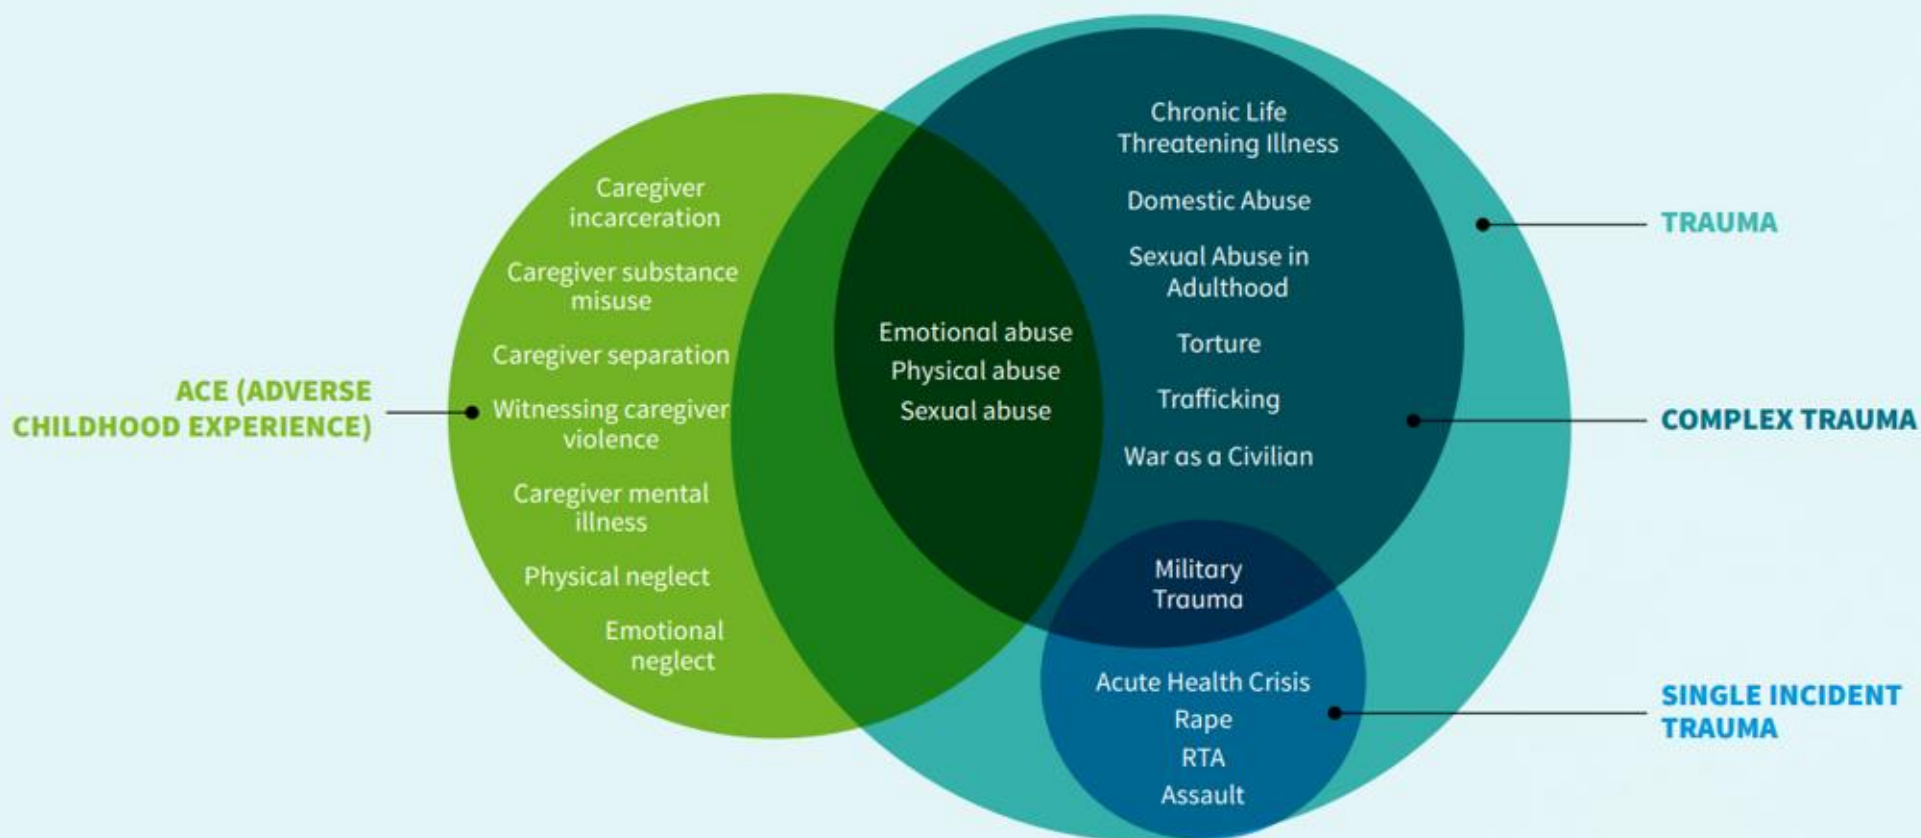 ACE (ADVERSE
CHILDHOOD EXPERIENCE)
Caregiver
incarceration
Caregiver substance
misuse
Caregiver separation
Witnessing caregiver
violence
Caregiver mental
illness
Physical neglect
Emotional
neglect
Emotional abuse
Physical abuse
Sexual abuse
Chronic Life
Threatening Illness
Domestic Abuse
Sexual Abuse in
Adulthood
Torture
Trafficking
War as a Civilian
Military
Trauma
Acute Health Crisis
Rape
RTA
Assault
TRAUMA
COMPLEX TRAUMA
SINGLE INCIDENT
TRAUMA